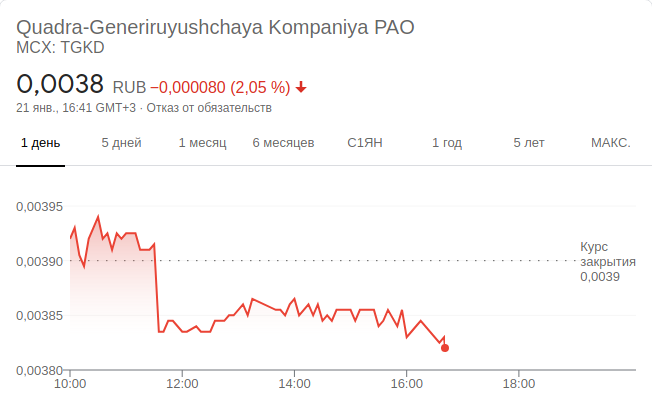 Quadra-Generiruyushchaya Kompaniya PAO
MCX: TGKD
0,0038 RUB −0,000080 (2,05 %)
21 янв., 16:41 GMT+3 · Отказ от обязательств
1 день 5 дней 1 месяц 6 месяцев С1ЯН 1 год 5 лет МАКС.
0,00395
0,00390
0,00385
0,00380
Курс
закрытия
0,0039
10:00 12:00 14:00 16:00 18:00